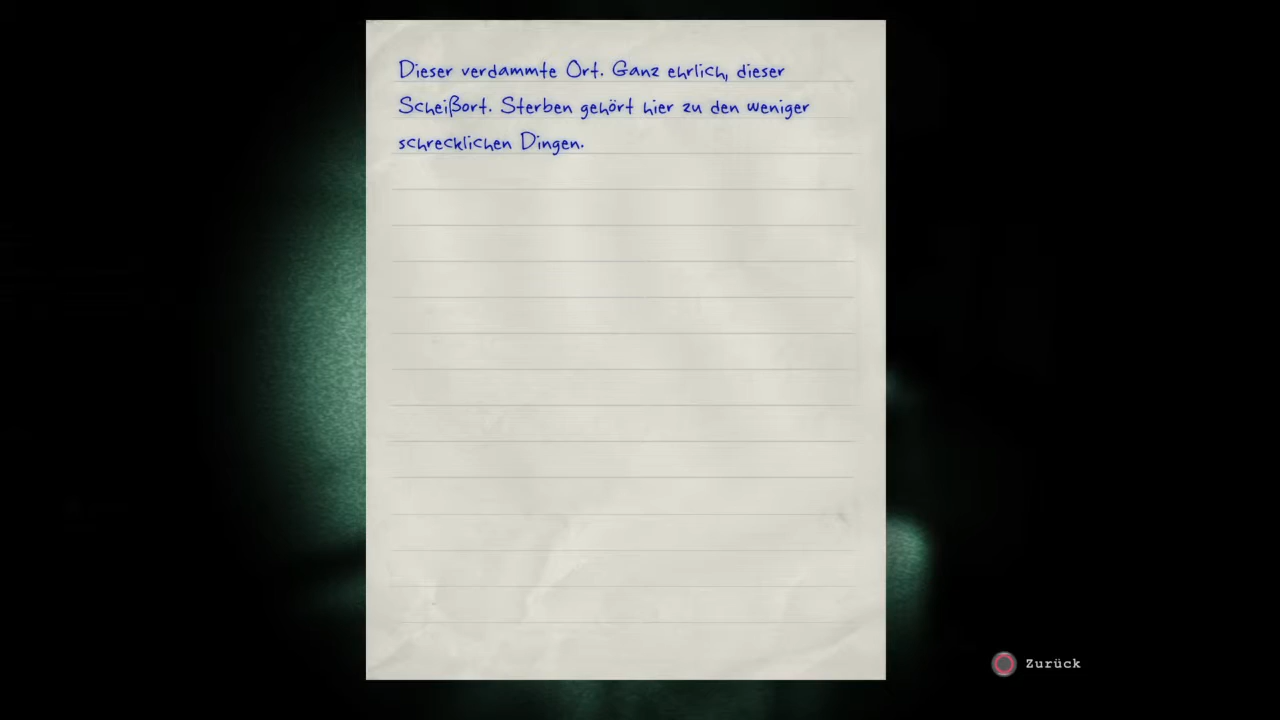 Dieser verdammte Ort. Ganz ehrlich, dieser
Scheißort. Sterben gehört hier zu den weniger
schrecklichen Dingen.
Zurück